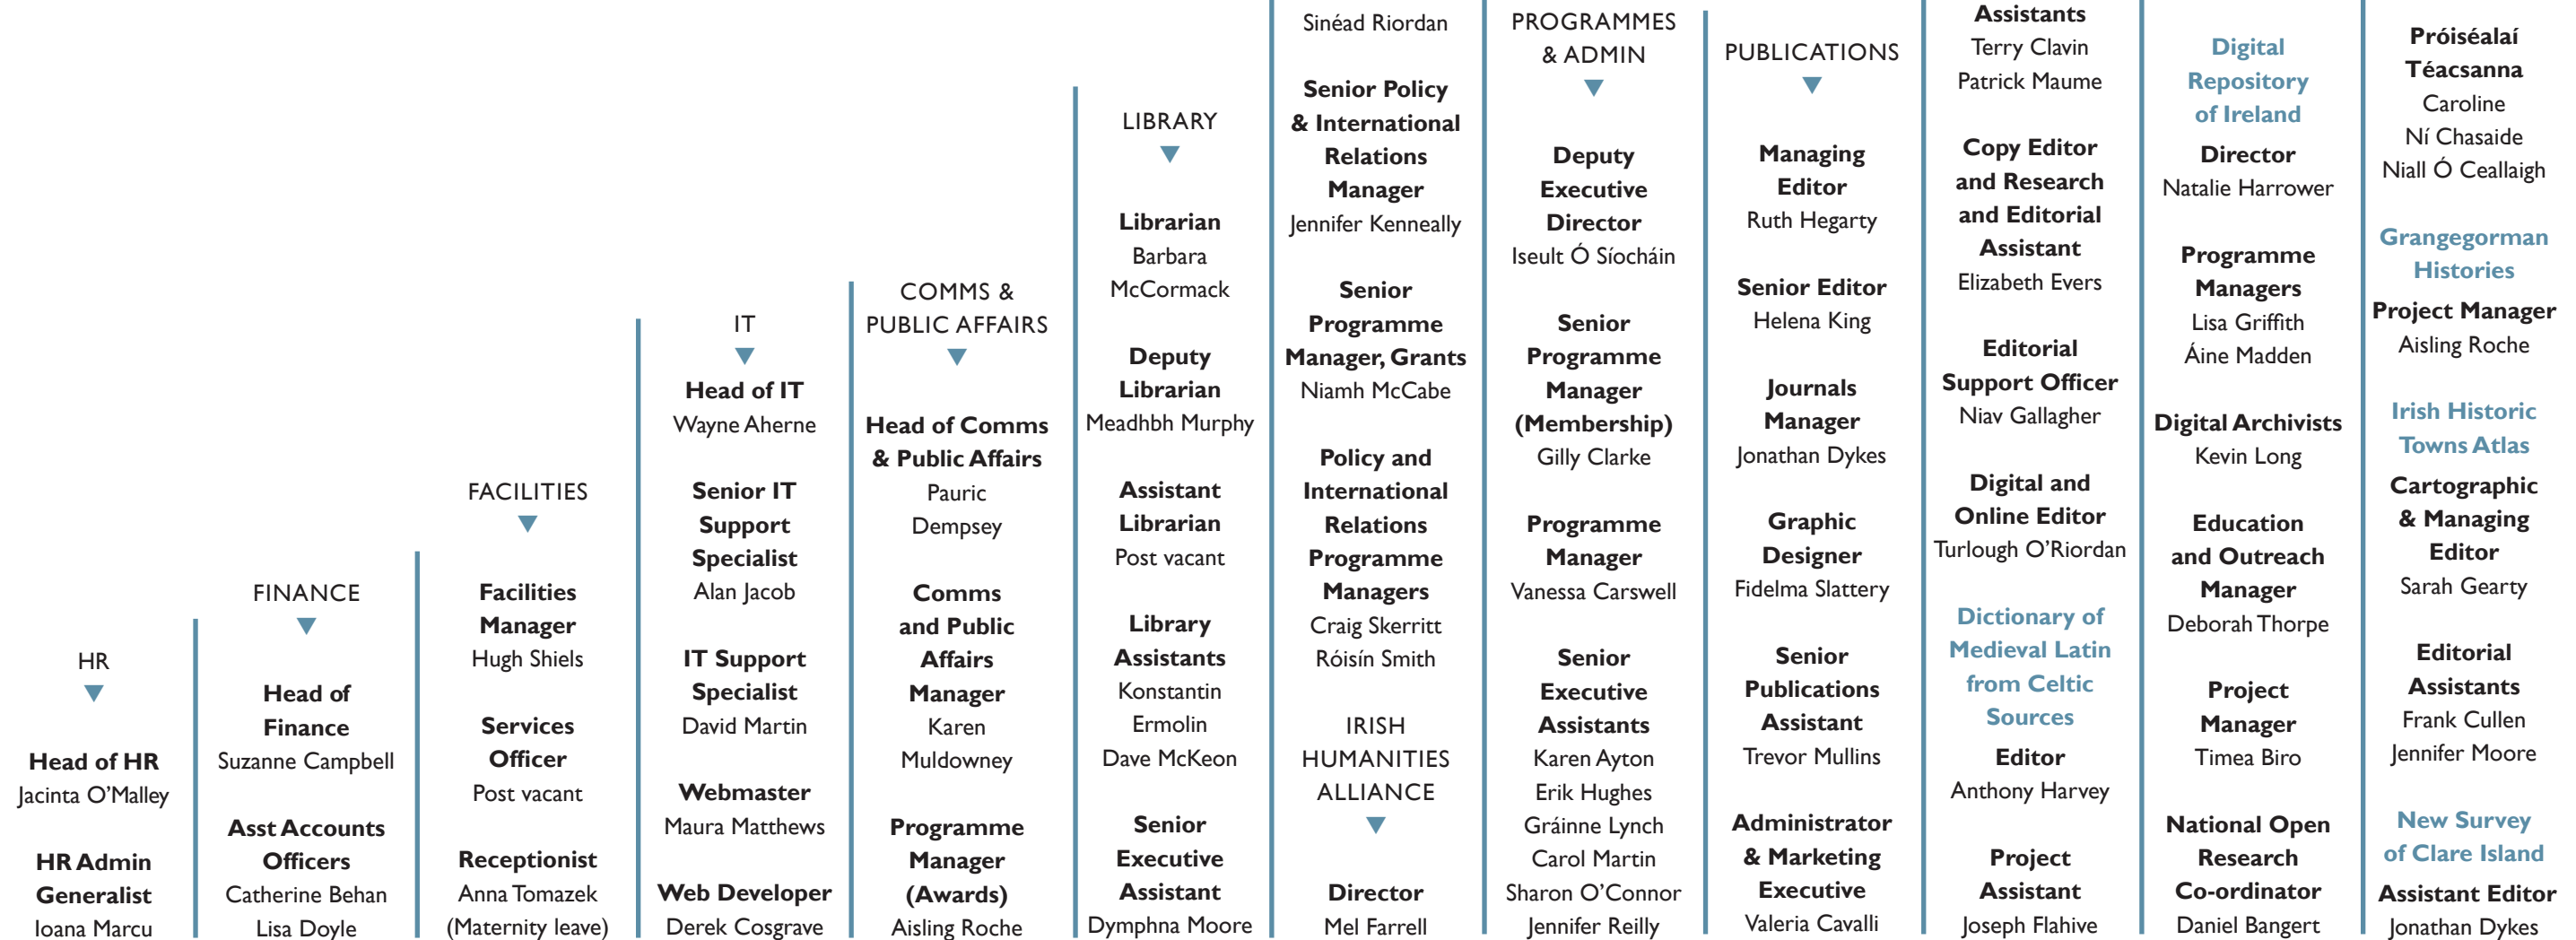 HR
Head of HR
Jacinta O’Malley
HR Admin
Generalist
Ioana Marcu
FINANCE
Head of
Finance
Suzanne Campbell
Asst Accounts
Officers
Catherine Behan
Lisa Doyle
FACILITIES
Facilities
Manager
Hugh Shiels
Services
Officer
Post vacant
Receptionist
Anna Tomazek
(Maternity leave)
IT
Head of IT
Wayne Aherne
Senior IT
Support
Specialist
Alan Jacob
IT Support
Specialist
David Martin
Webmaster
Maura Matthews
Web Developer
Derek Cosgrave
COMMS &
PUBLIC AFFAIRS
Head of Comms
& Public Affairs
Pauric
Dempsey
Comms
and Public
Affairs
Manager
Karen
Muldowney
Programme
Manager
(Awards)
Aisling Roche
LIBRARY
Librarian
Barbara
McCormack
Deputy
Librarian
Meadhbh Murphy
Assistant
Librarian
Post vacant
Library
Assistants
Konstantin
Ermolin
Dave McKeon
Senior
Executive
Assistant
Dymphna Moore
Sinéad Riordan
Senior Policy
& International
Relations
Manager
Jennifer Kenneally
Senior
Programme
Manager, Grants
Niamh McCabe
Policy and
International
Relations
Programme
Managers
Craig Skerritt
Róisín Smith
IRISH
HUMANITIES
ALLIANCE
Director
Mel Farrell
PROGRAMMES
& ADMIN
Deputy
Executive
Director
Iseult Ó Síocháin
Senior
Programme
Manager
(Membership)
Gilly Clarke
Programme
Manager
Vanessa Carswell
Senior
Executive
Assistants
Karen Ayton
Erik Hughes
Gráinne Lynch
Carol Martin
Sharon O’Connor
Jennifer Reilly
PUBLICATIONS
Managing
Editor
Ruth Hegarty
Senior Editor
Helena King
Journals
Manager
Jonathan Dykes
Graphic
Designer
Fidelma Slattery
Senior
Publications
Assistant
Trevor Mullins
Administrator
& Marketing
Executive
Valeria Cavalli
Assistants
Terry Clavin
Patrick Maume
Copy Editor
and Research
and Editorial
Assistant
Elizabeth Evers
Editorial
Support Officer
Niav Gallagher
Digital and
Online Editor
Turlough O’Riordan
Dictionary of
Medieval Latin
from Celtic
Sources
Editor
Anthony Harvey
Project
Assistant
Joseph Flahive
Digital
Repository
of Ireland
Director
Natalie Harrower
Programme
Managers
Lisa Griffith
Áine Madden
Digital Archivists
Kevin Long
Education
and Outreach
Manager
Deborah Thorpe
Project
Manager
Timea Biro
National Open
Research
Co-ordinator
Daniel Bangert
Próiséalaí
Téacsanna
Caroline
Ní Chasaide
Niall Ó Ceallaigh
Grangegorman
Histories
Project Manager
Aisling Roche
Irish Historic
Towns Atlas
Cartographic
& Managing
Editor
Sarah Gearty
Editorial
Assistants
Frank Cullen
Jennifer Moore
New Survey
of Clare Island
Assistant Editor
Jonathan Dykes